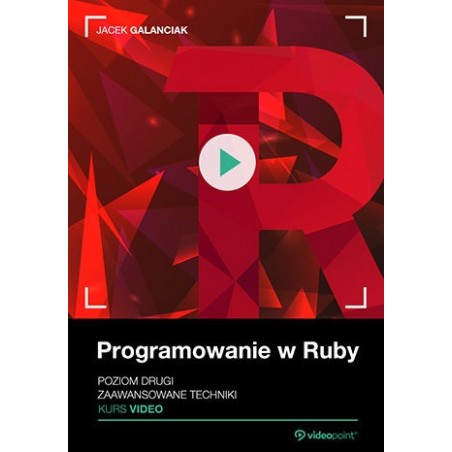 JACEK GALANCIAK
R
Programowanie w Ruby
POZIOM DRUGI
ZAAWANSOWANE TECHNIKI
KURS VIDEO
videopoint